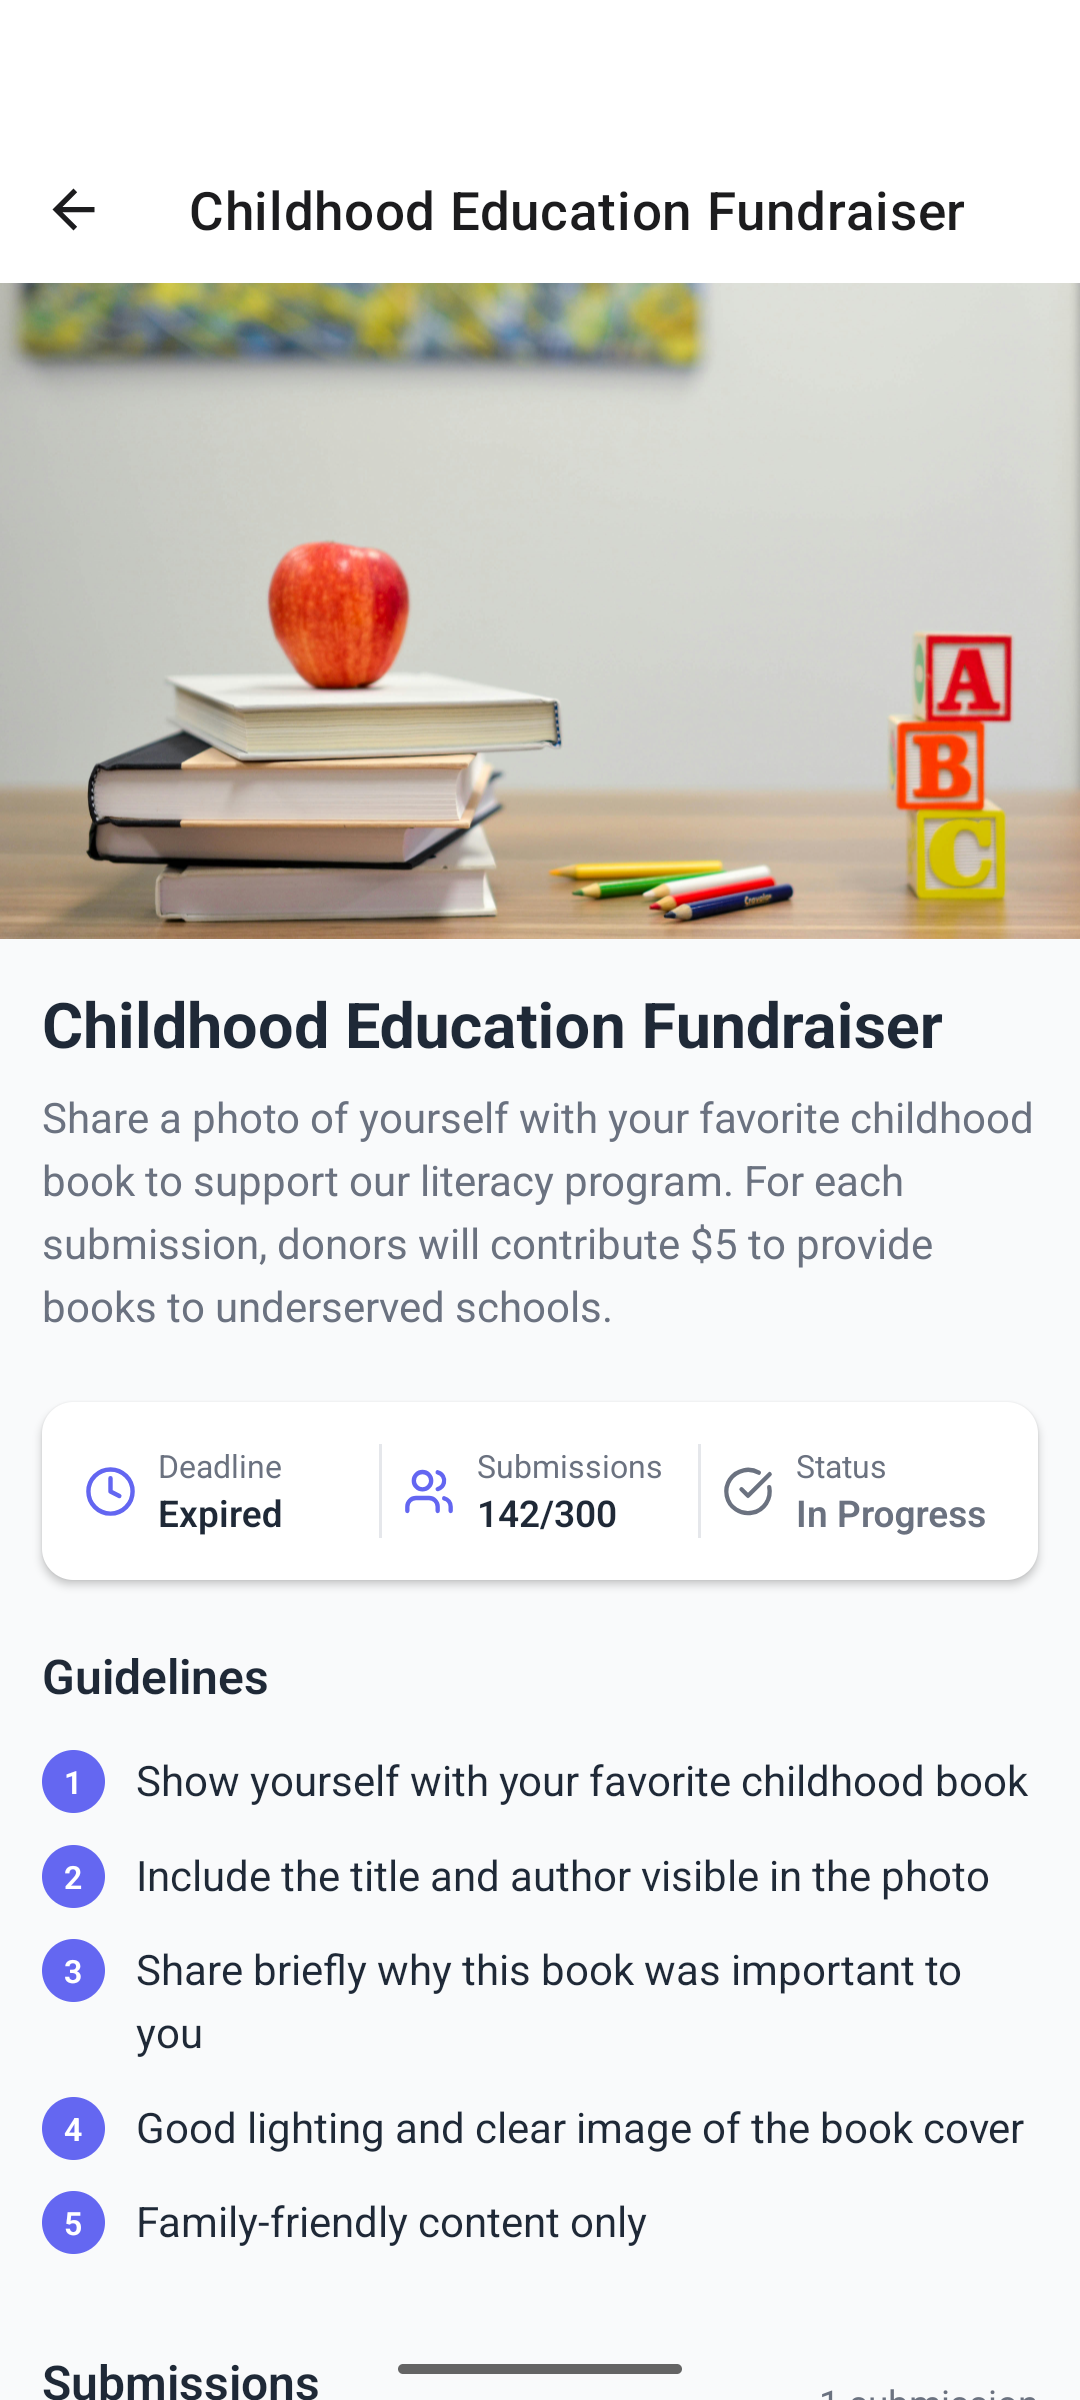 Childhood Education Fundraiser
A
B
C
Childhood Education Fundraiser
Share a photo of yourself with your favorite childhood
book to support our literacy program. For each
submission, donors will contribute $5 to provide
books to underserved schools.
Deadline
Expired
Submissions
142/300
Status
In Progress
Guidelines
1 Show yourself with your favorite childhood book
2 Include the title and author visible in the photo
3 Share briefly why this book was important to
you
4 Good lighting and clear image of the book cover
5 Family-friendly content only
Submissions
1 submission